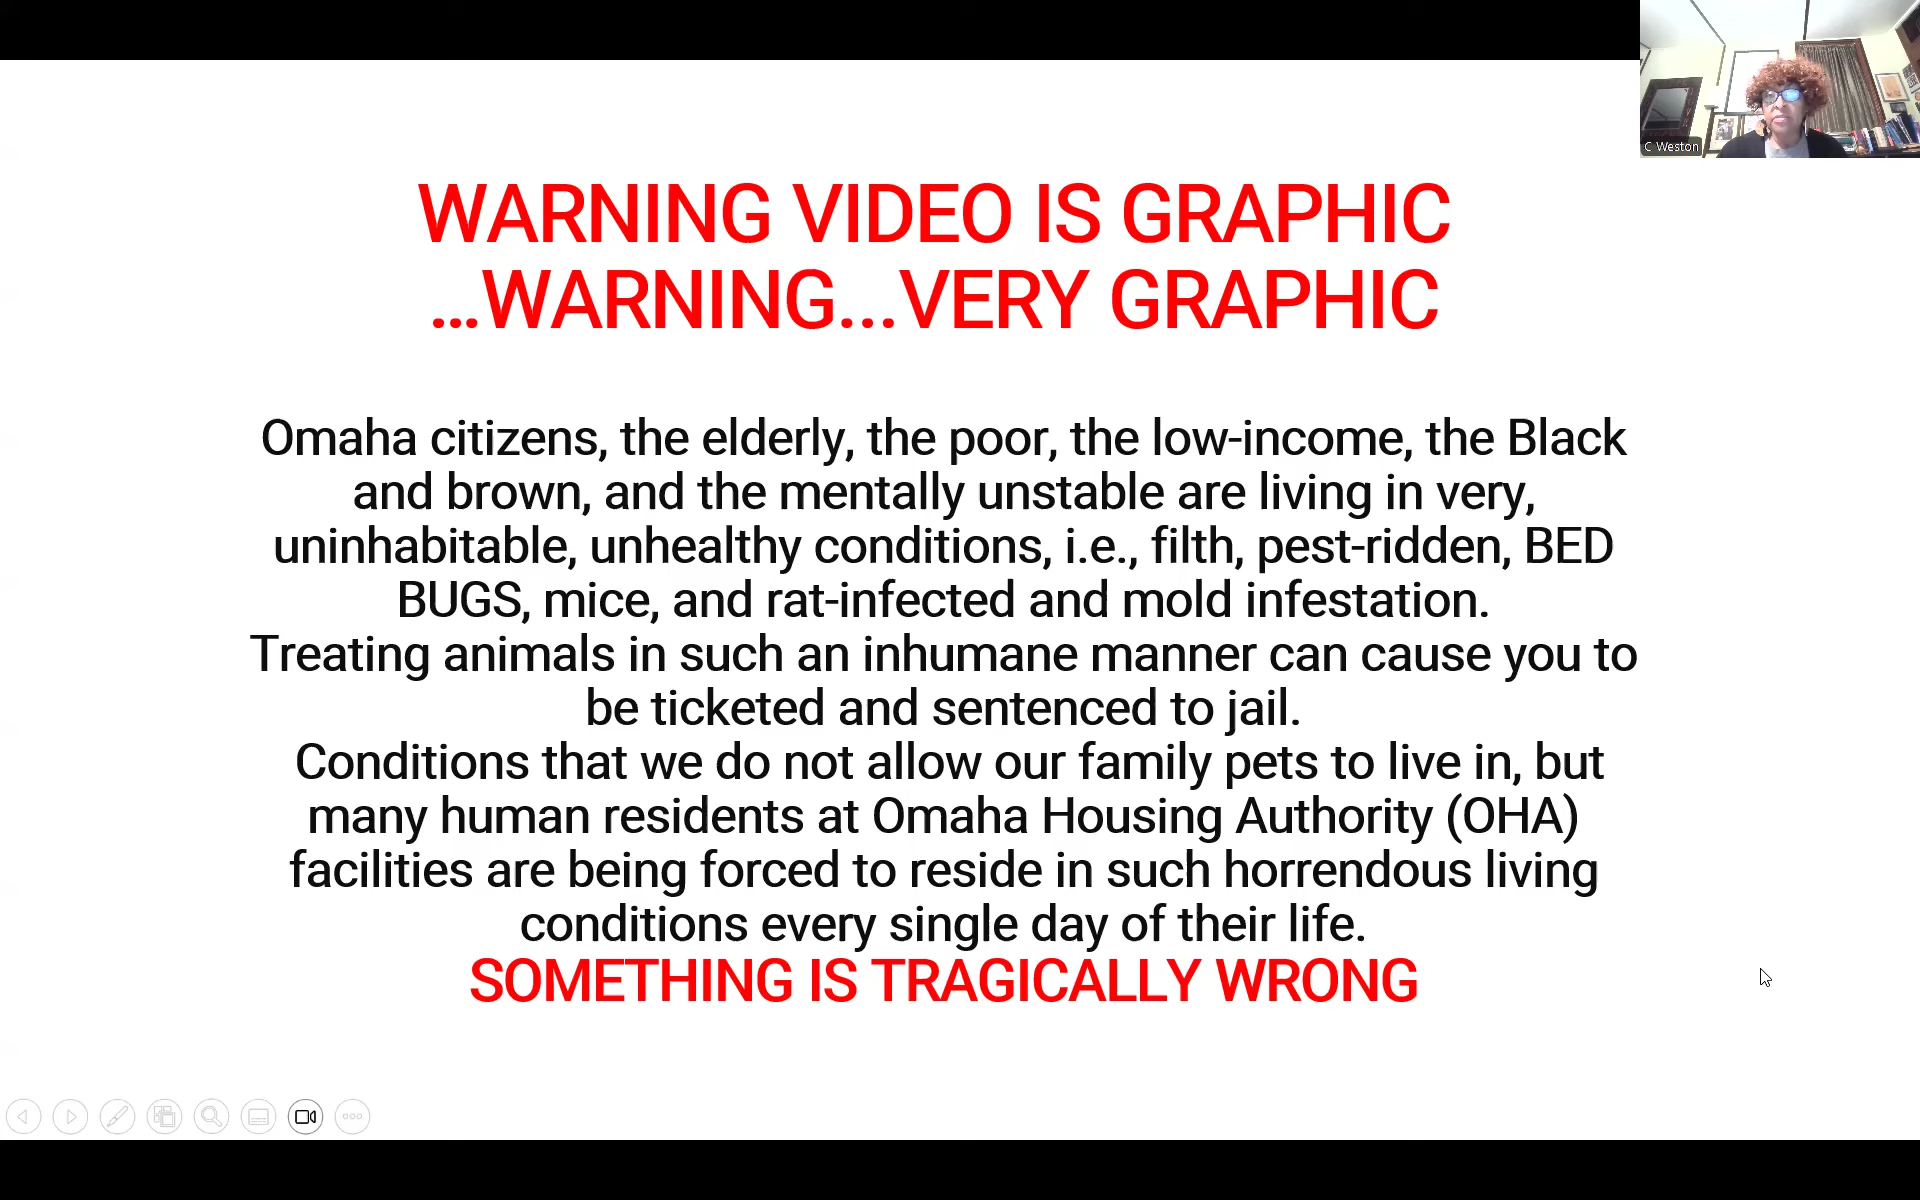 C Weston
WARNING VIDEO IS GRAPHIC
...WARNING...VERY GRAPHIC
Omaha citizens, the elderly, the poor, the low-income, the Black
and brown, and the mentally unstable are living in very,
uninhabitable, unhealthy conditions, i.e., filth, pest-ridden, BED
BUGS, mice, and rat-infected and mold infestation.
Treating animals in such an inhumane manner can cause you to
be ticketed and sentenced to jail.
Conditions that we do not allow our family pets to live in, but
many human residents at Omaha Housing Authority (OHA)
facilities are being forced to reside in such horrendous living
conditions every single day of their life.
SOMETHING IS TRAGICALLY WRONG